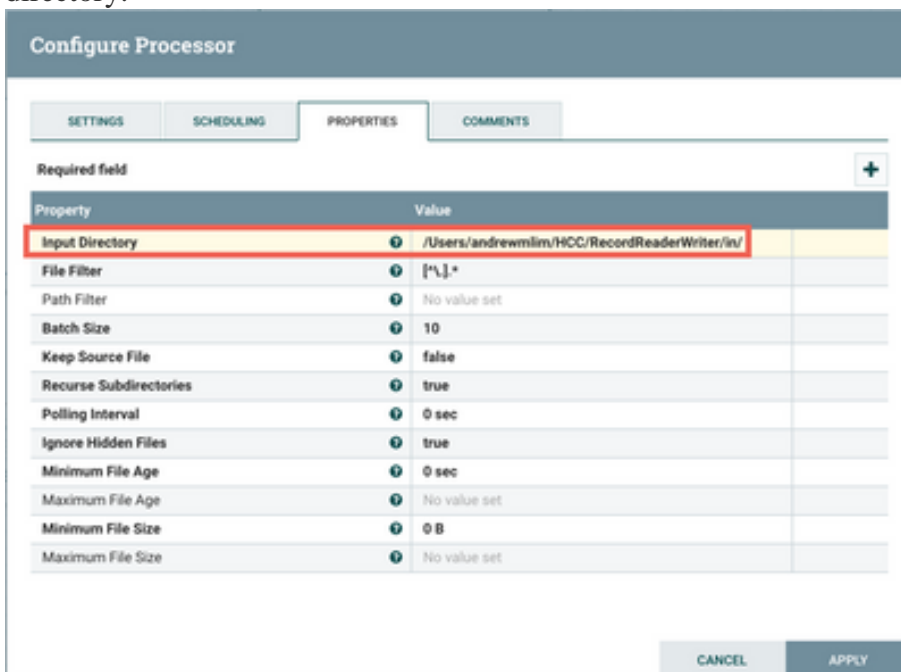 directory.
Configure Processor
SETTINGS SCHEDULING PROPERTIES COMMENTS
Required field
Property Value
Input Directory /Users/andrewmlim/HCC/RecordReaderWriter/in/
File Filter [^\.].*
Path Filter No value set
Batch Size 10
Keep Source File false
Recurse Subdirectories true
Polling Interval 0 sec
Ignore Hidden Files true
Minimum File Age 0 sec
Maximum File Age No value set
Minimum File Size 0 B
Maximum File Size No value set
CANCEL APPLY